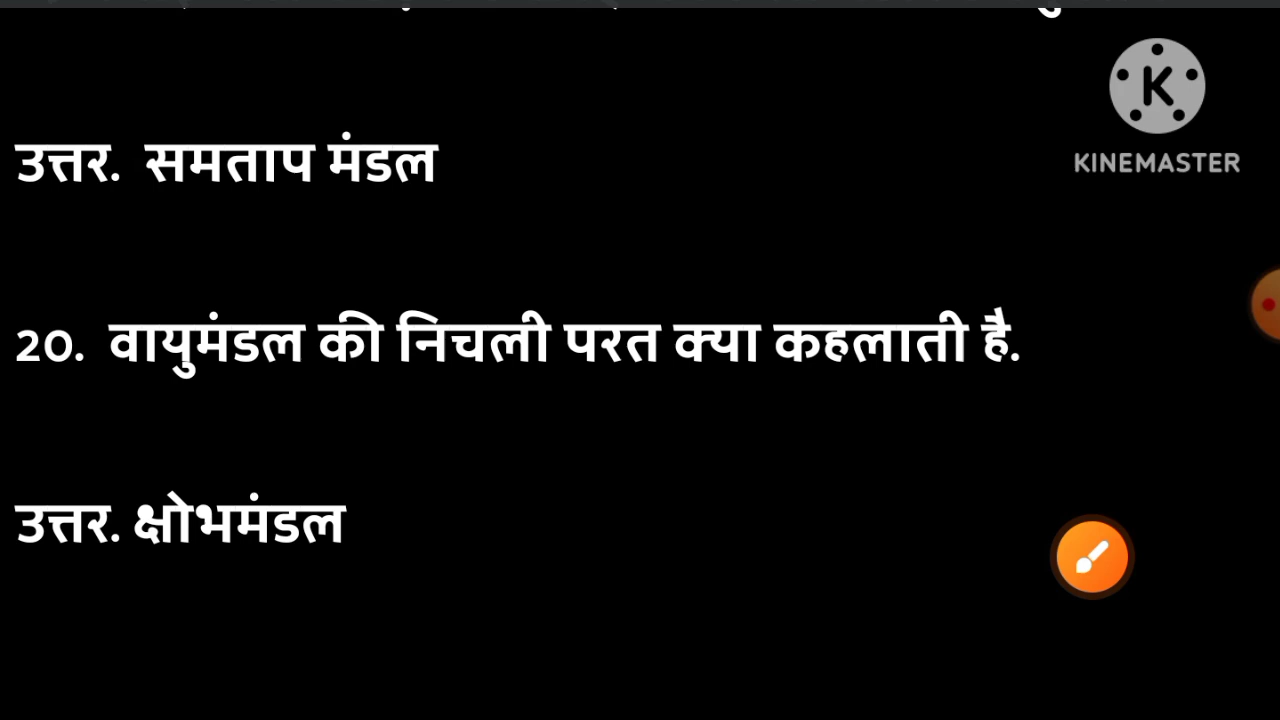 उत्तर. समताप मंडल
20. वायुमंडल की निचली परत क्या कहलाती है.
उत्तर. क्षोभमंडल
K
KINEMASTER